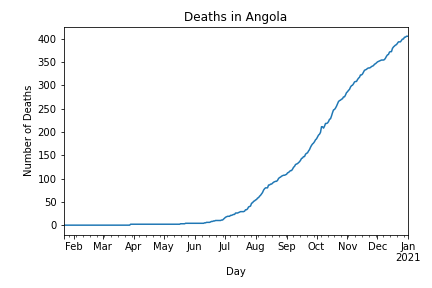 Deaths in Angola
Number of Deaths
400
350
300
250
200
150
100
50
0
Feb Mar Apr May Jun Jul Aug Sep Oct Nov Dec Jan
2021
Day